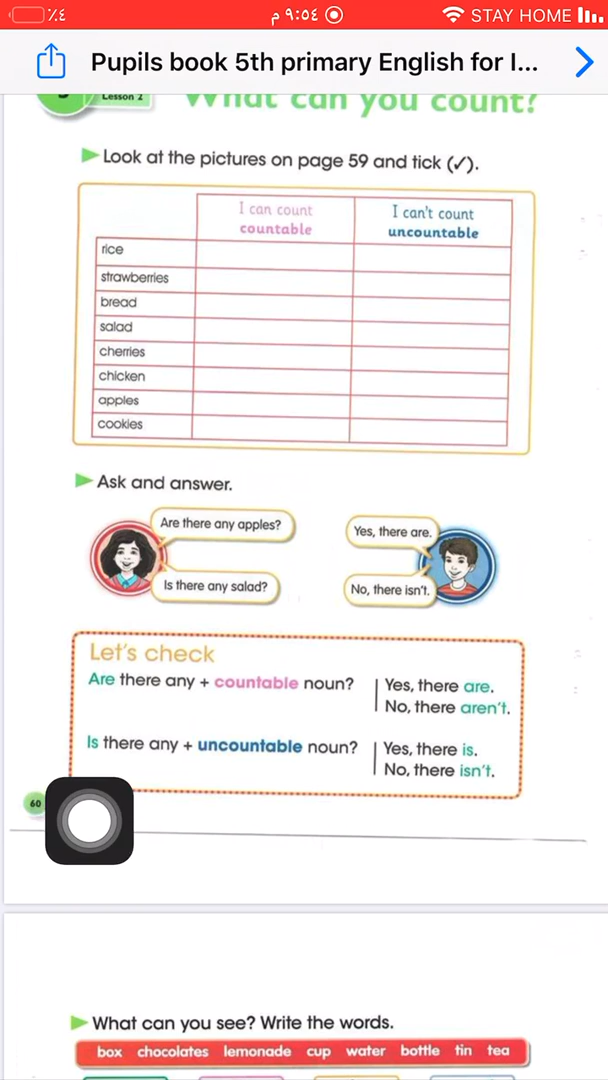 ٪٤
٩:٥٤ م
STAY HOME
Pupils book 5th primary English for I...
Lesson 2
What can you count?
Look at the pictures on page 59 and tick (✓).
I can count
countable
I can't count
uncountable
rice
strawberries
bread
salad
cherries
chicken
apples
cookies
Ask and answer.
Are there any apples?
Yes, there are.
Is there any salad?
No, there isn't.
Let's check
Are there any + countable noun?
Yes, there are.
No, there aren't.
Is there any + uncountable noun?
Yes, there is.
No, there isn't.
60
What can you see? Write the words.
box chocolates lemonade cup water bottle tin tea